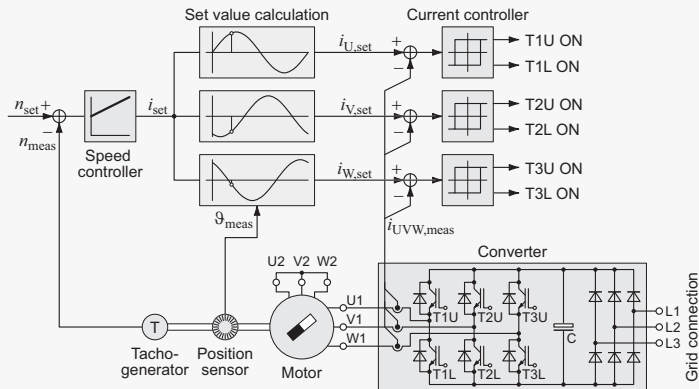 Set value calculation
Current controller
i_U,set
+
−
T1U ON
T1L ON
n_set +
−
n_meas
i_set
Speed
controller
i_V,set
+
−
T2U ON
T2L ON
i_W,set
+
−
T3U ON
T3L ON
ϑ_meas
i_UVW,meas
Converter
U2 V2 W2
U1
V1
W1
T1U
T2U
T3U
C
T1L
T2L
T3L
L1
L2
L3
Grid connection
T
Tacho-
generator
Position
sensor
Motor